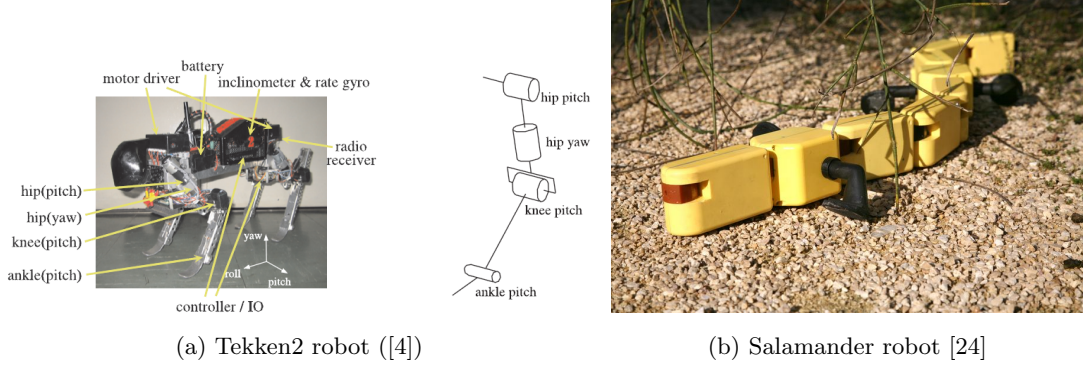 battery
motor driver
inclinometer & rate gyro
radio
receiver
hip(pitch)
hip(yaw)
knee(pitch)
ankle(pitch)
yaw
roll
pitch
controller / IO
hip pitch
hip yaw
knee pitch
ankle pitch
(a) Tekken2 robot ([4])
(b) Salamander robot [24]